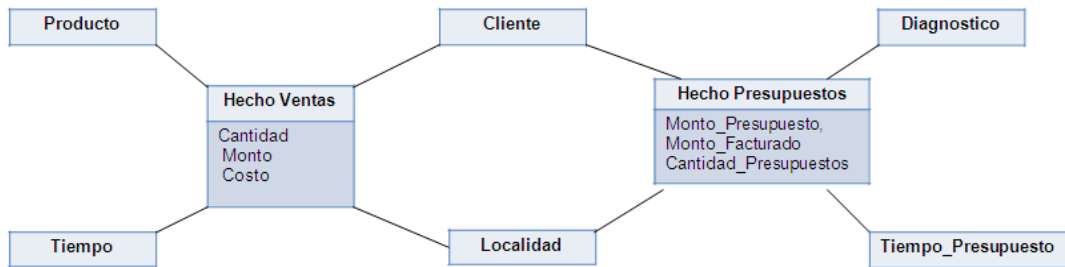 Producto
Cliente
Diagnostico
Hecho Ventas
Cantidad
Monto
Costo
Hecho Presupuestos
Monto_Presupuesto,
Monto_Facturado
Cantidad_Presupuestos
Tiempo
Localidad
Tiempo_Presupuesto